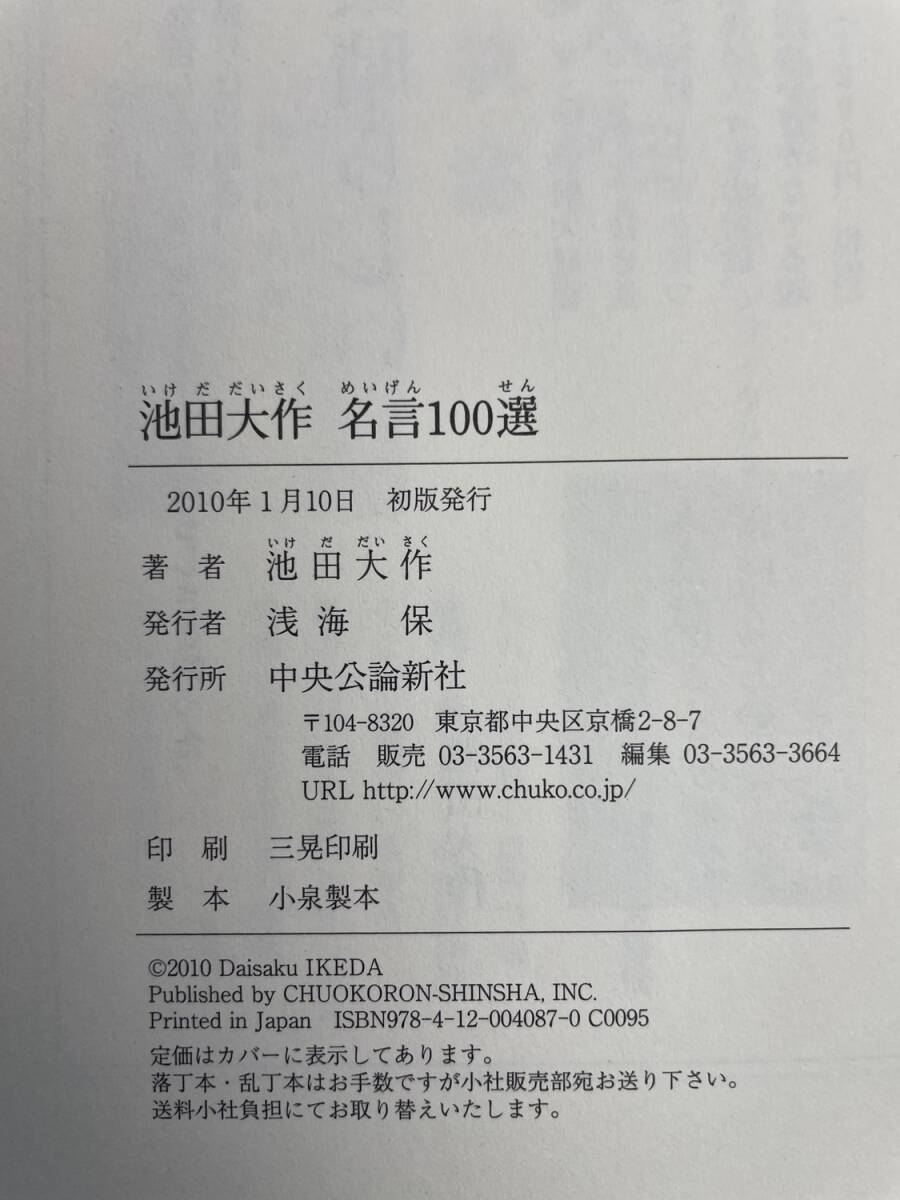 いけ だ だいさく めいげん せん
池田大作 名言100選
2010年1月10日 初版発行
いけ だ だい さく
著 者 池田大作
発行者 浅海 保
発行所 中央公論新社
〒104-8320 東京都中央区京橋2-8-7
電話 販売 03-3563-1431 編集 03-3563-3664
URL http://www.chuko.co.jp/
印 刷 三晃印刷
製 本 小泉製本
©2010 Daisaku IKEDA
Published by CHUOKORON-SHINSHA, INC.
Printed in Japan ISBN978-4-12-004087-0 C0095
定価はカバーに表示してあります。
落丁本・乱丁本はお手数ですが小社販売部宛お送り下さい。
送料小社負担にてお取り替えいたします。